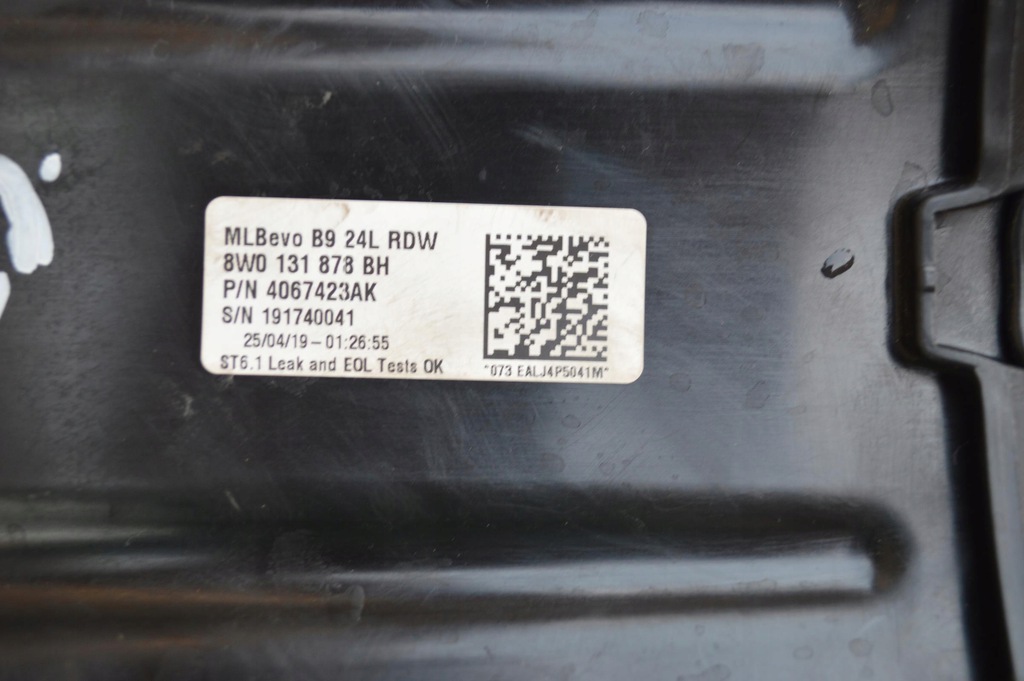 MLBevo B9 24L RDW
8W0 131 878 BH
P/N 4067423AK
S/N 191740041
25/04/19-01:26:55
ST6.1 Leak and EOL Tests OK
"073 EALJ4P5041M"